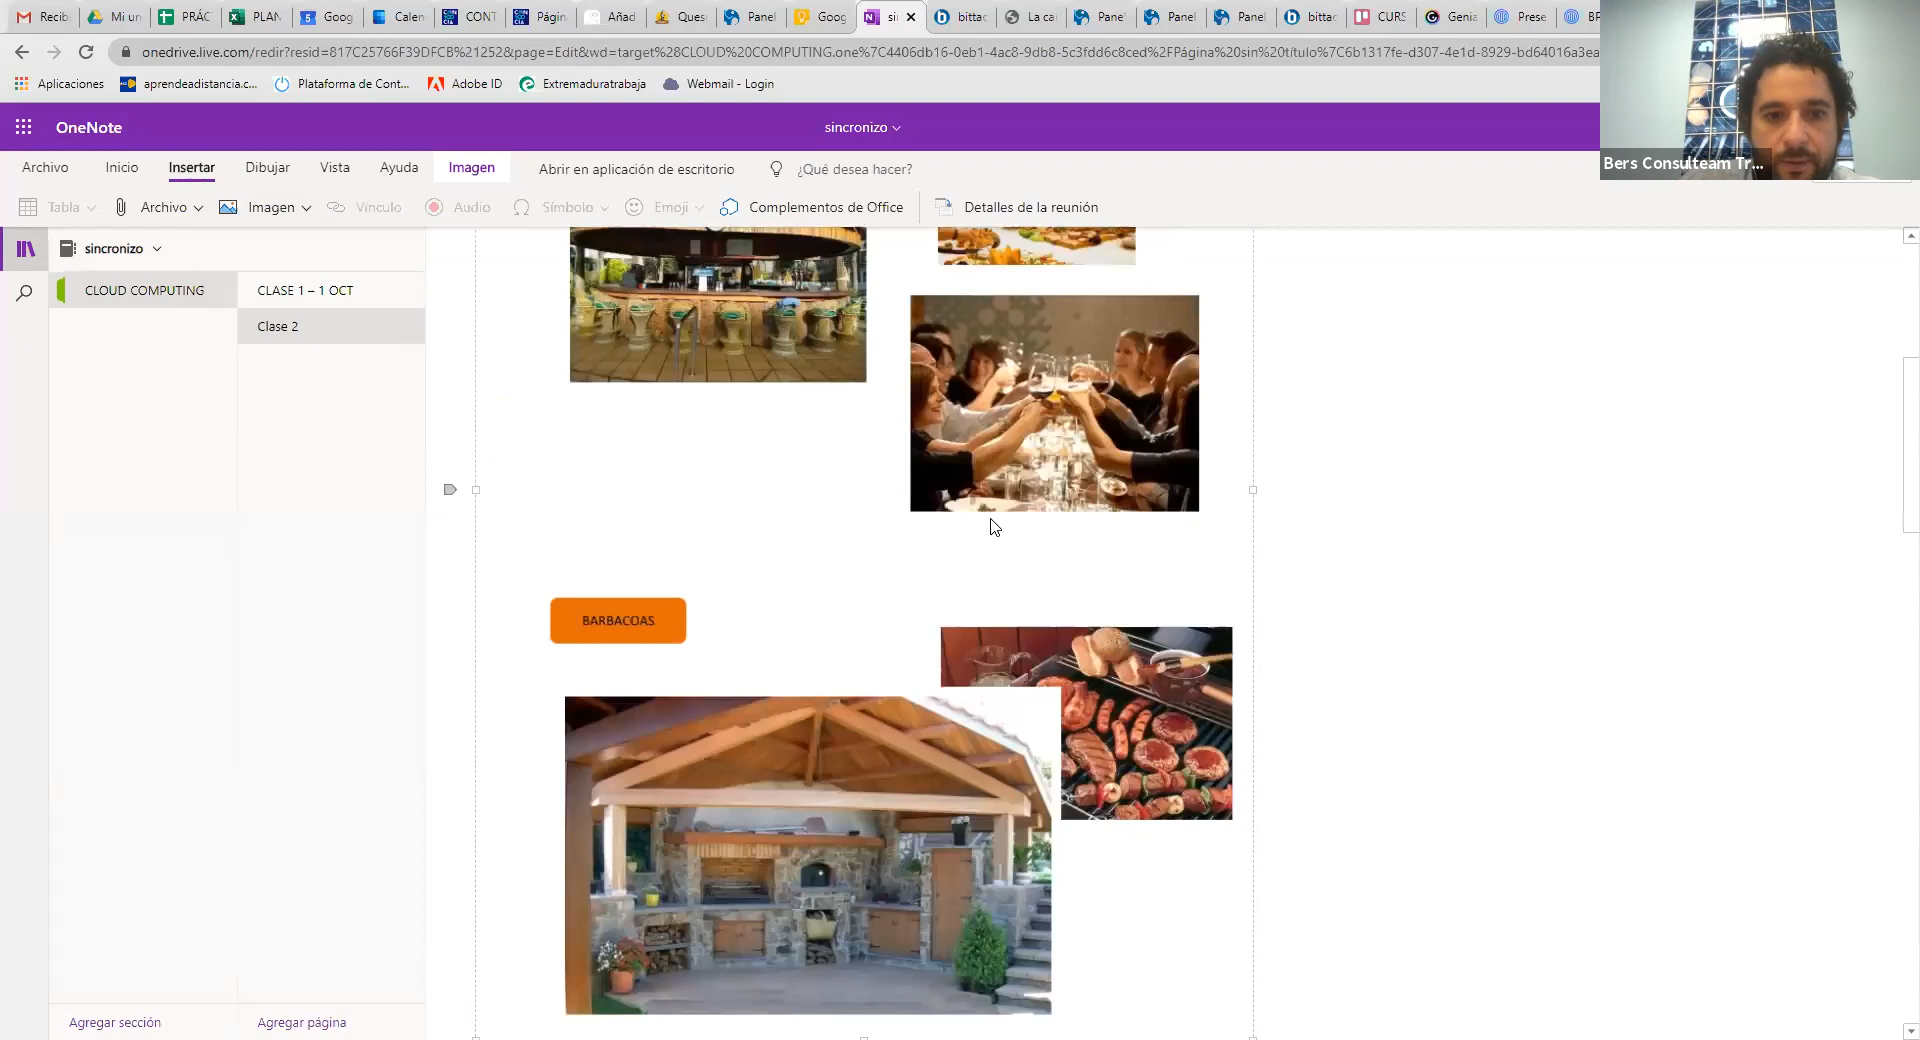 Recib
Mi un
PRÁC
PLAN
Goog
Calen
CONT
Págin
Añad
Ques
Panel
Goog
sin
bittac
La ca
Panel
Panel
Panel
bittac
CURS
Genia
Prese
BF
onedrive.live.com/redir?resid=817C25766F39DFCB%21252&page=Edit&wd=target%28CLOUD%20COMPUTING.one%7C4406db16-0eb1-4ac8-9db8-5c3fdd6c8ced%2FPágina%20sin%20título%7C6b1317fe-d307-4e1d-8929-bd64016a3ea
Aplicaciones
aprendeadistancia.c...
Plataforma de Cont...
Adobe ID
Extremaduratrabaja
Webmail - Login
OneNote
sincronizo
Bers Consulteam Tr...
Archivo
Inicio
Insertar
Dibujar
Vista
Ayuda
Imagen
Abrir en aplicación de escritorio
¿Qué desea hacer?
Tabla
Archivo
Imagen
Vínculo
Audio
Símbolo
Emoji
Complementos de Office
Detalles de la reunión
sincronizo
CLOUD COMPUTING
CLASE 1 – 1 OCT
Clase 2
BARBACOAS
Agregar sección
Agregar página